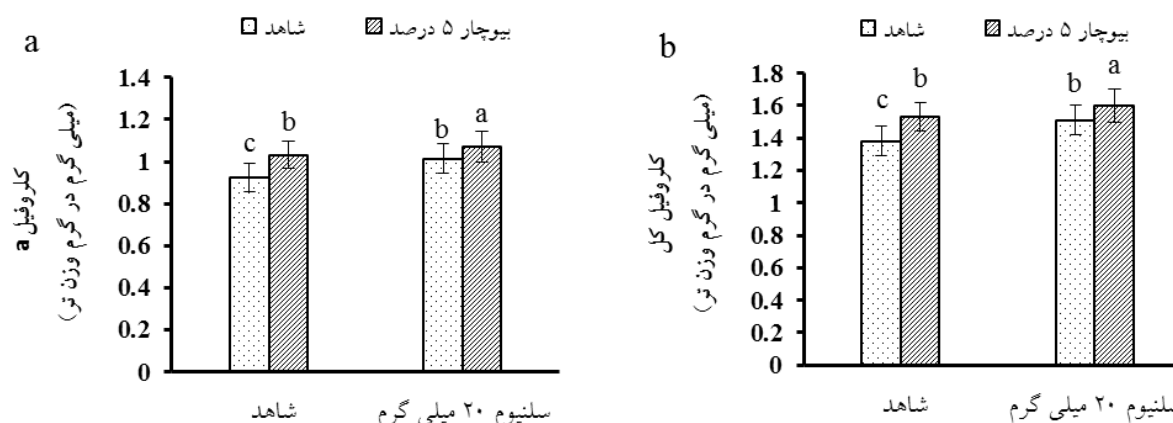 a
شاهد
بیوچار ۵ درصد
کلروفیل a
(میلی گرم در گرم وزن تر)
1.4
1.2
1
0.8
0.6
0.4
0.2
0
c
b
b
a
شاهد
سلنیوم ۲۰ میلی گرم
b
شاهد
بیوچار ۵ درصد
کلروفیل کل
(میلی گرم در گرم وزن تر)
1.8
1.6
1.4
1.2
1
0.8
0.6
0.4
0.2
0
c
b
b
a
شاهد
سلنیوم ۲۰ میلی گرم